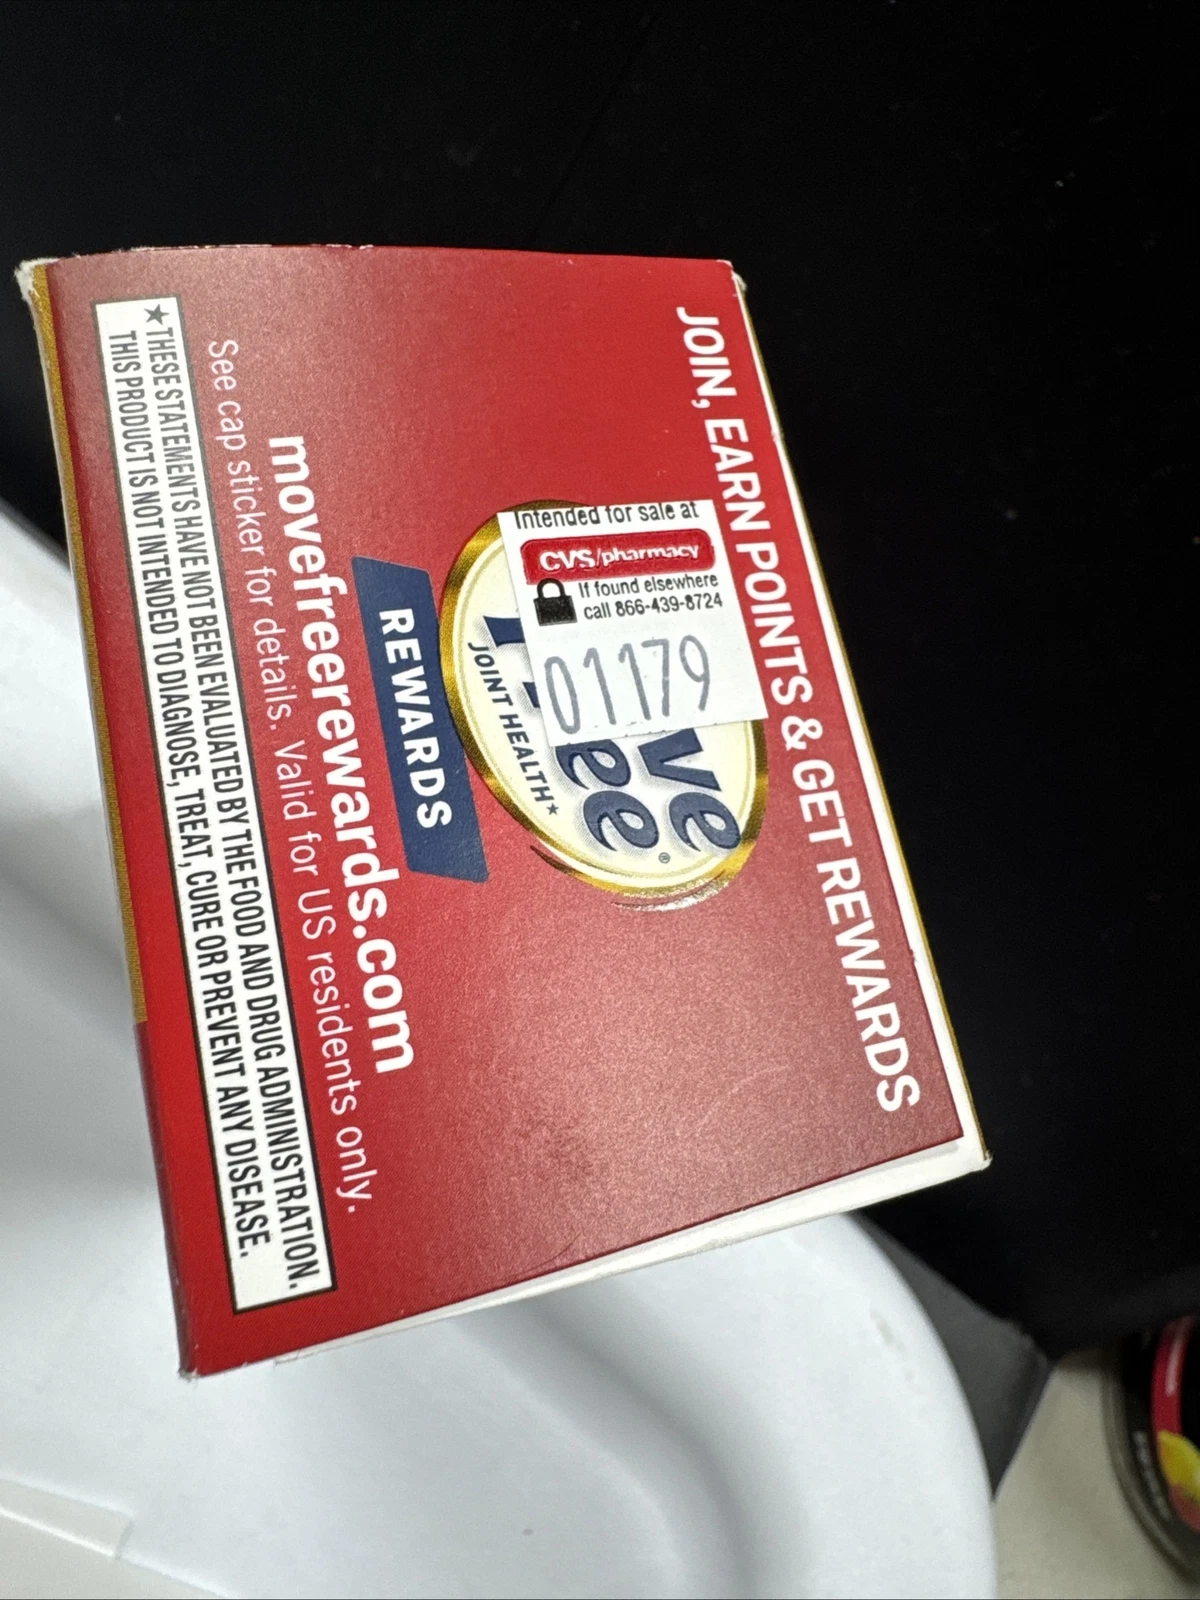 JOIN, EARN POINTS & GET REWARDS
Intended for sale at
CVS/pharmacy
If found elsewhere
call 866-439-8724
01179
ve
ee®
JOINT HEALTH★
REWARDS
movefreerewards.com
See cap sticker for details. Valid for US residents only.
★THESE STATEMENTS HAVE NOT BEEN EVALUATED BY THE FOOD AND DRUG ADMINISTRATION.
THIS PRODUCT IS NOT INTENDED TO DIAGNOSE, TREAT, CURE OR PREVENT ANY DISEASE.